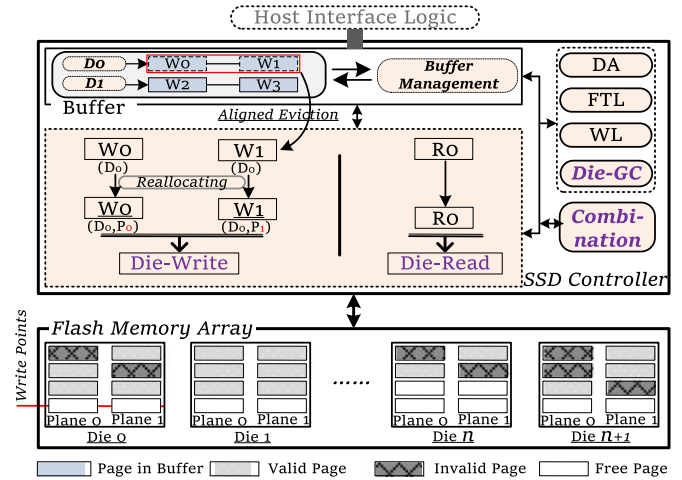 Host Interface Logic
D0 W0 W1
D1 W2 W3
Buffer
Buffer
Management
Aligned Eviction
DA
FTL
WL
Die-GC
Combi-
nation
W0
(D0)
W1
(D0)
R0
Reallocating
W0
(D0,P0)
W1
(D0,P1)
R0
Die-Write
Die-Read
SSD Controller
Flash Memory Array
Write Points
......
Plane 0 Plane 1
Die 0
Plane 0 Plane 1
Die 1
Plane 0 Plane 1
Die n
Plane 0 Plane 1
Die n+1
Page in Buffer
Valid Page
Invalid Page
Free Page